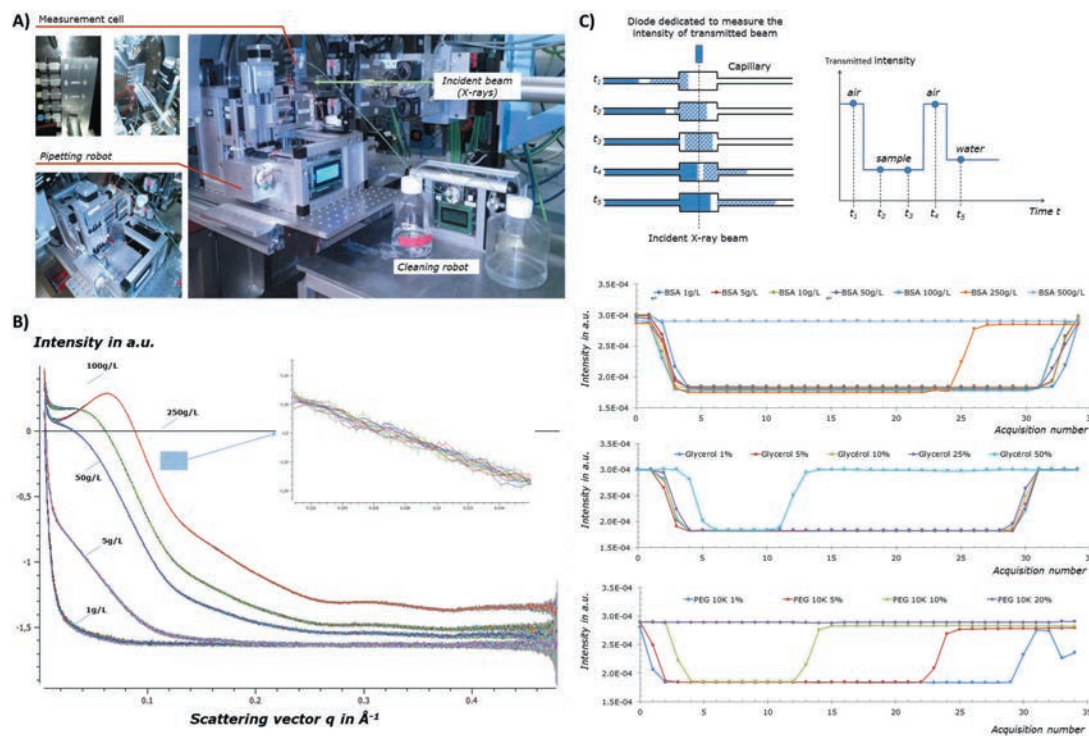 A)
Measurement cell
Incident beam
(X-rays)
Pipetting robot
Cleaning robot
B)
Intensity in a.u.
100g/L
250g/L
50g/L
5g/L
1g/L
0
-0,5
-1
-1,5
0.1
0.2
0.3
0.4
Scattering vector q in Å-1
C)
Diode dedicated to measure the
intensity of transmitted beam
Capillary
t1
t2
t3
t4
t5
Incident X-ray beam
Transmitted intensity
air
air
sample
water
t1 t2 t3 t4 t5
Time t
BSA 1g/L BSA 5g/L BSA 10g/L BSA 50g/L BSA 100g/L BSA 250g/L BSA 500g/L
Intensity in a.u.
3.5E-04
3.0E-04
2.5E-04
2.0E-04
1.5E-04
0 5 10 15 20 25 30
Acquisition number
Glycerol 1% Glycerol 5% Glycérol 10% Glycerol 25% Glycérol 50%
Intensity in a.u.
3.5E-04
3.0E-04
2.5E-04
2.0E-04
1.5E-04
0 5 10 15 20 25 30
Acquisition number
PEG 10K 1% PEG 10K 5% PEG 10K 10% PEG 10K 20%
Intensity in a.u.
3.5E-04
3.0E-04
2.5E-04
2.0E-04
1.5E-04
0 5 10 15 20 25 30 35
Acquisition number